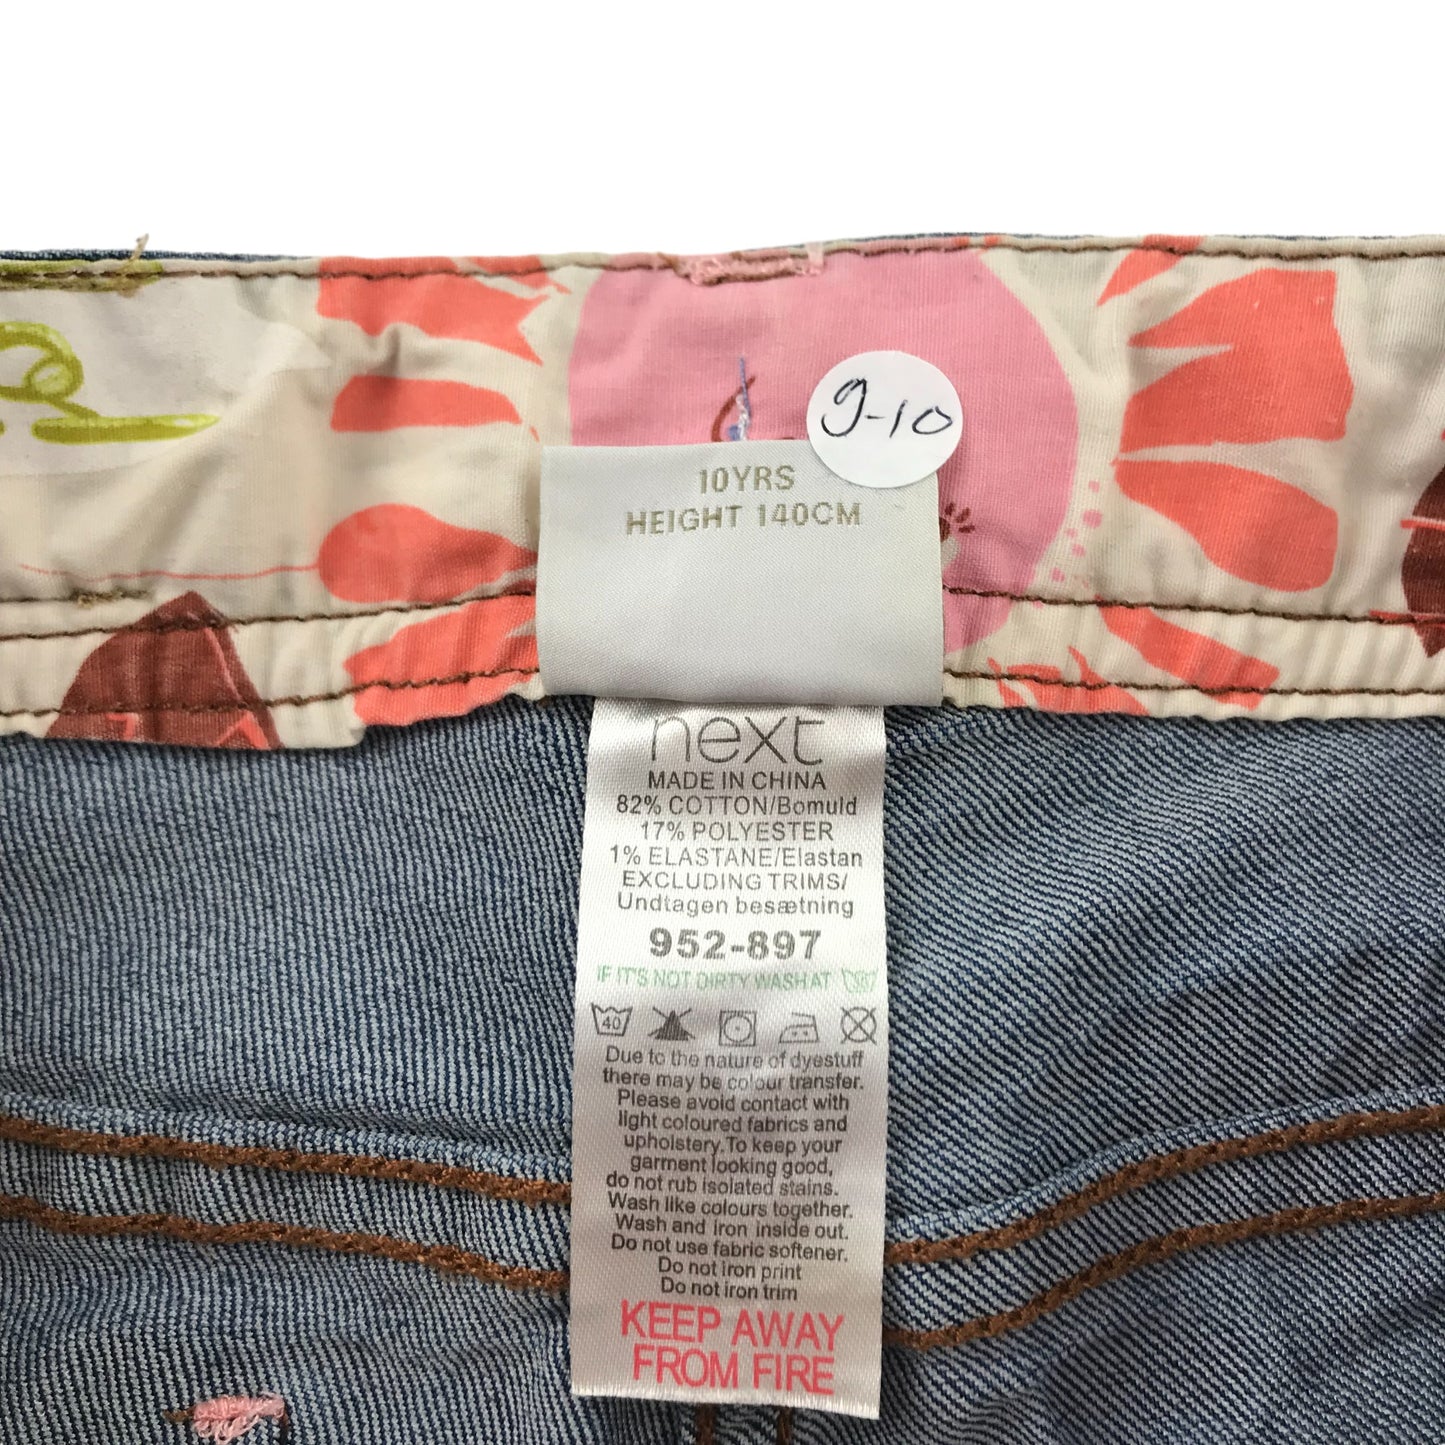 9-10
10YRS
HEIGHT 140CM
next
MADE IN CHINA
82% COTTON/Bomuld
17% POLYESTER
1% ELASTANE/Elastan
EXCLUDING TRIMS/
Undtagen besætning
952-897
IF IT'S NOT DIRTY WASH AT 30
40
Due to the nature of dyestuff
there may be colour transfer.
Please avoid contact with
light coloured fabrics and
upholstery.To keep your
garment looking good,
do not rub isolated stains.
Wash like colours together.
Wash and iron inside out.
Do not use fabric softener.
Do not iron print
Do not iron trim
KEEP AWAY
FROM FIRE